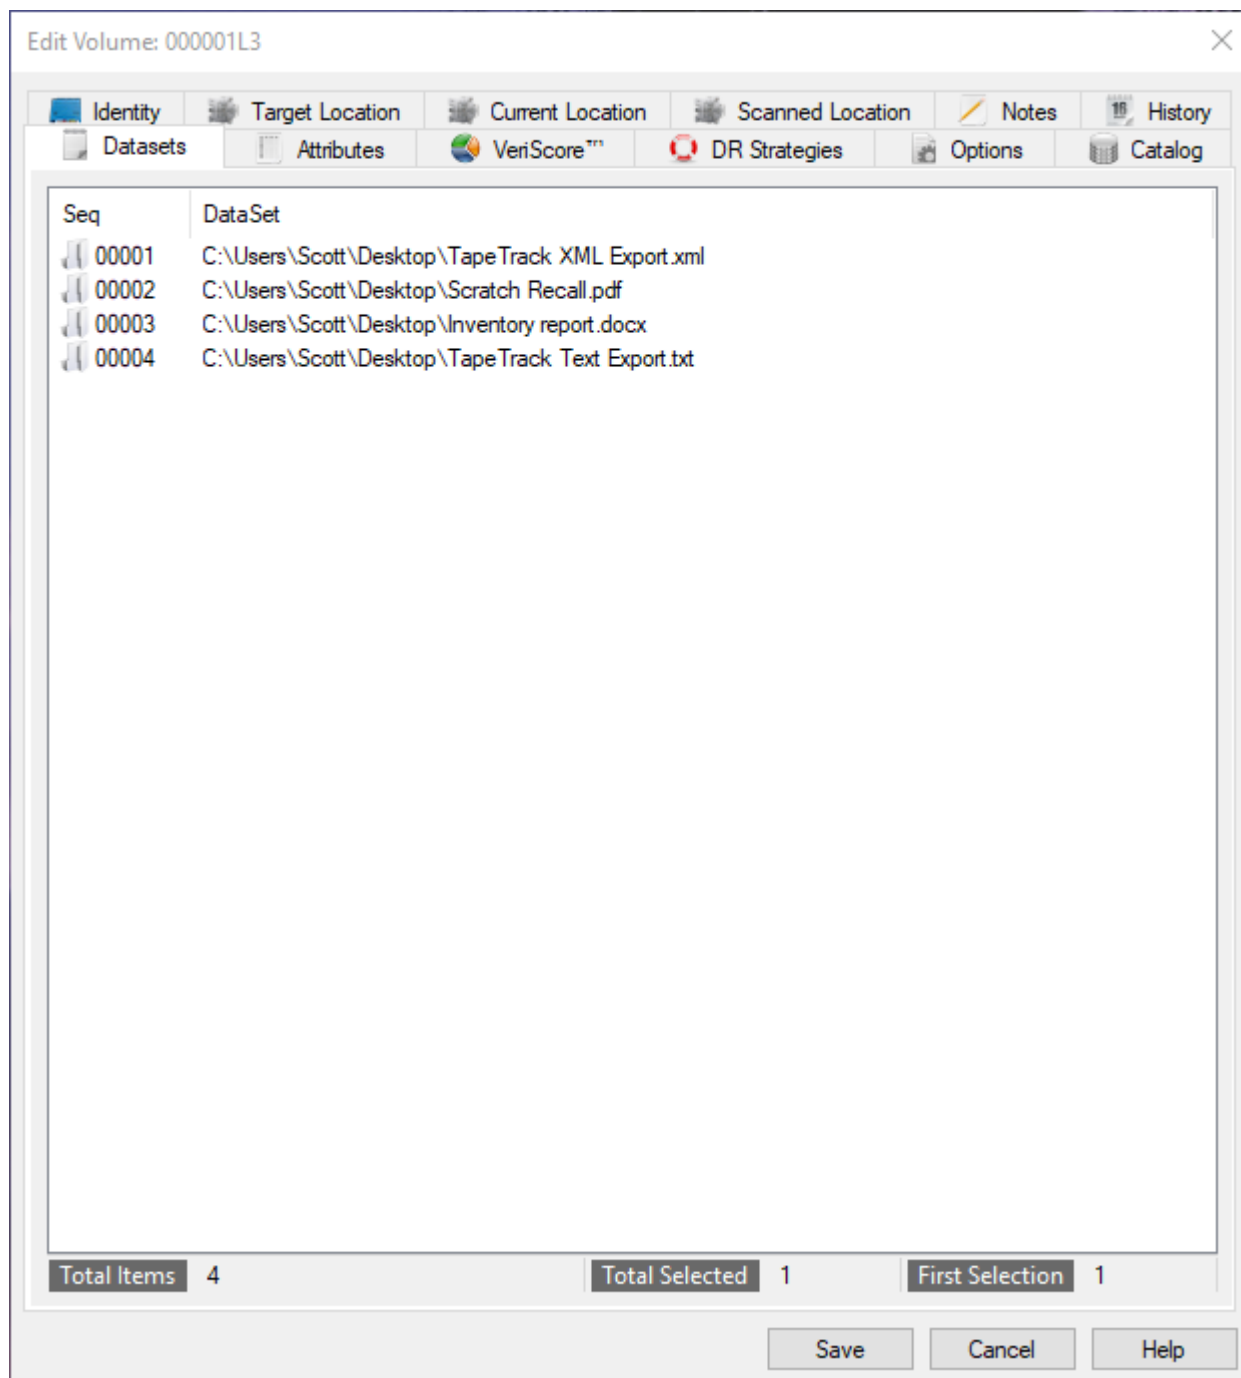 Edit Volume: 000001L3
Identity Target Location Current Location Scanned Location Notes 16 History
Datasets Attributes VeriScore™ DR Strategies Options Catalog
Seq DataSet
00001 C:\Users\Scott\Desktop\TapeTrack XML Export.xml
00002 C:\Users\Scott\Desktop\Scratch Recall.pdf
00003 C:\Users\Scott\Desktop\Inventory report.docx
00004 C:\Users\Scott\Desktop\TapeTrack Text Export.txt
Total Items 4 Total Selected 1 First Selection 1
Save Cancel Help